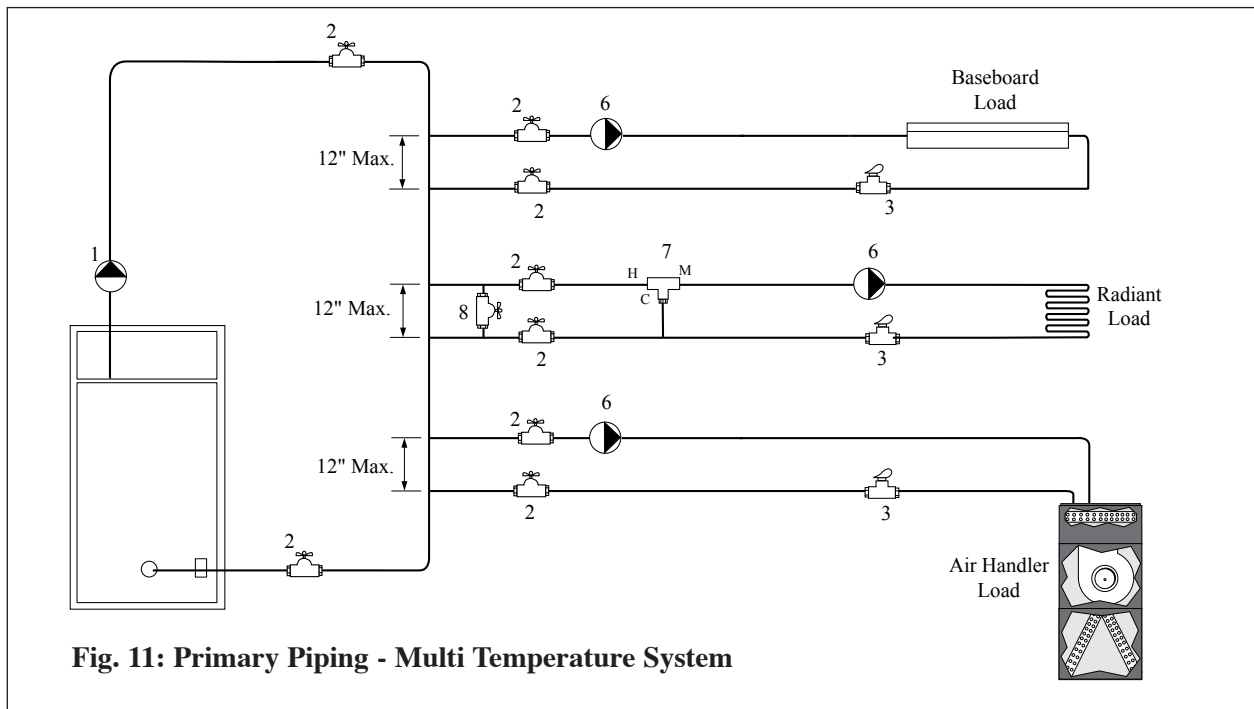 2
Baseboard
Load
2
6
12" Max.
2
3
1
2
7
6
H
M
C
12" Max.
8
Radiant
Load
2
3
2
6
12" Max.
2
3
2
Air Handler
Load
Fig. 11: Primary Piping - Multi Temperature System